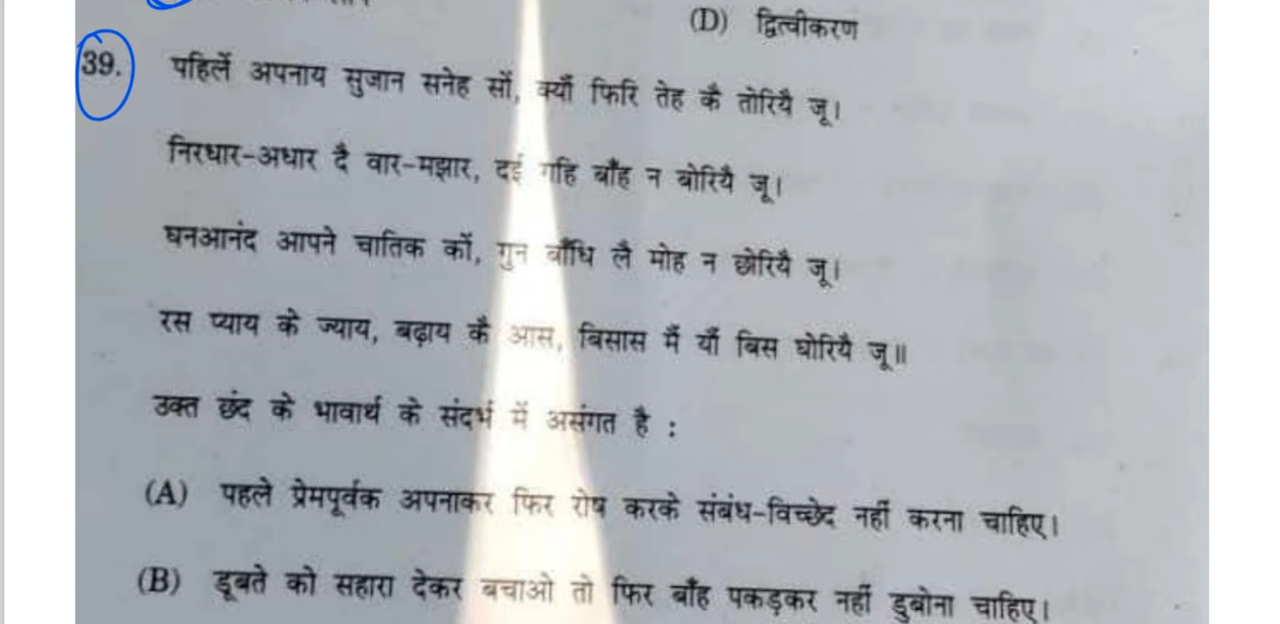 (D) द्वित्वीकरण
39. पहिलें अपनाय सुजान सनेह सों, क्यौं फिरि तेह कै तोरियै जू।
निरधार-अधार दै वार-मझार, दई गहि बाँह न बोरियै जू।
घनआनंद आपने चातिक कों, गुन बाँधि लै मोह न छोरियै जू।
रस प्याय के ज्याय, बढ़ाय कै आस, बिसास मैं यौं बिस घोरियै जू॥
उक्त छंद के भावार्थ के संदर्भ में असंगत है :
(A) पहले प्रेमपूर्वक अपनाकर फिर रोष करके संबंध-विच्छेद नहीं करना चाहिए।
(B) डूबते को सहारा देकर बचाओ तो फिर बाँह पकड़कर नहीं डुबोना चाहिए।